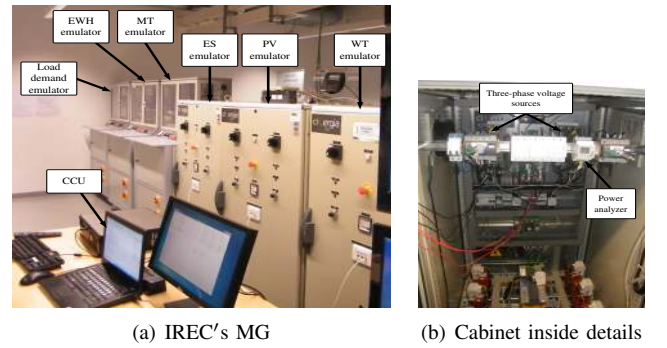 EWH
emulator
MT
emulator
ES
emulator
PV
emulator
WT
emulator
Load
demand
emulator
CCU
Three-phase voltage
sources
Power
analyzer
(a) IREC′s MG
(b) Cabinet inside details